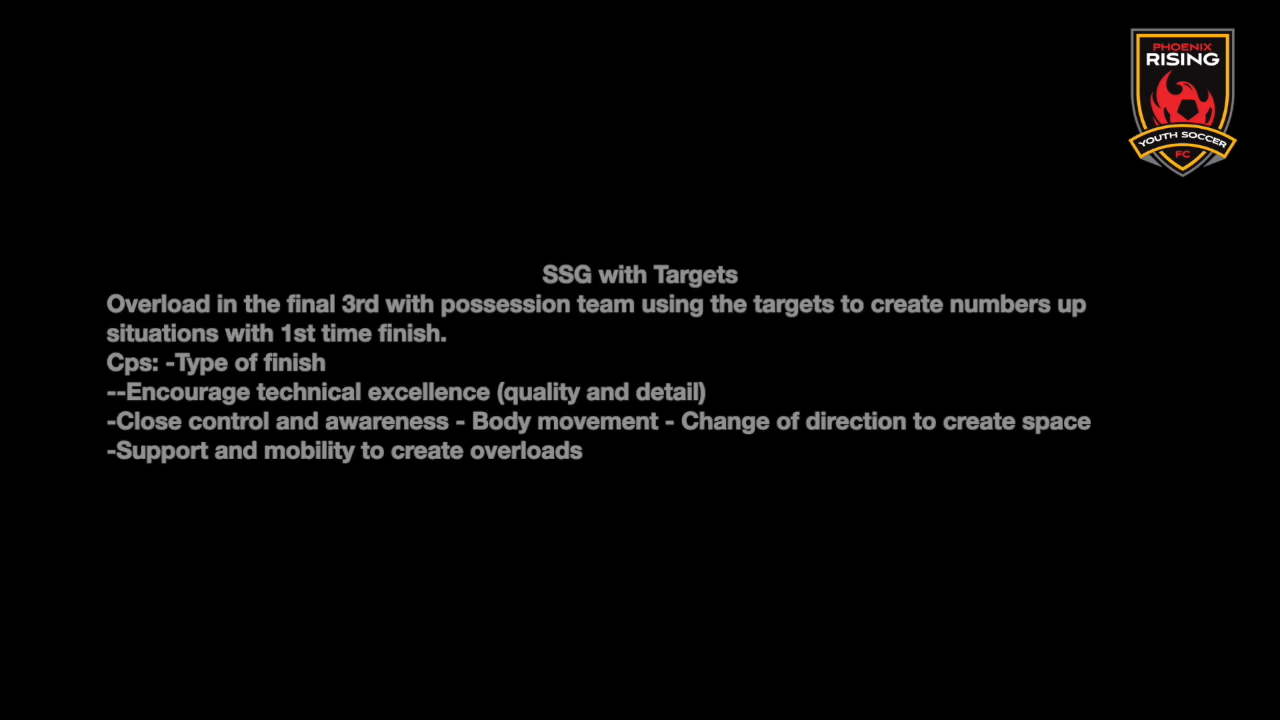 PHOENIX
RISING
YOUTH SOCCER
FC
SSG with Targets
Overload in the final 3rd with possession team using the targets to create numbers up
situations with 1st time finish.
Cps: -Type of finish
--Encourage technical excellence (quality and detail)
-Close control and awareness - Body movement - Change of direction to create space
-Support and mobility to create overloads